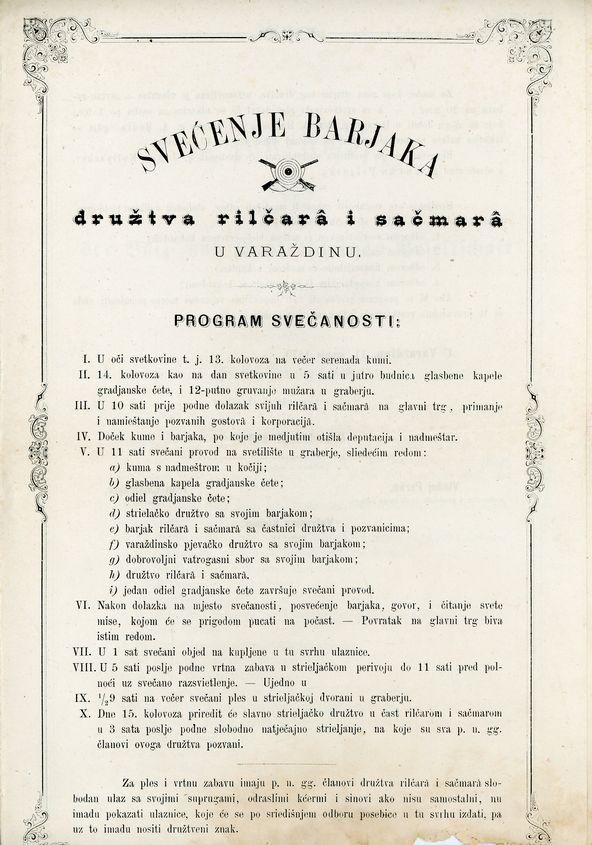 SVEĆENJE BARJAKA
družtva rilčarâ i sačmarâ
U VARAŽDINU.
PROGRAM SVEČANOSTI:
I. U oči svetkovine t. j. 13. kolovoza na večer serenada kumi.
II. 14. kolovoza kao na dan svetkovine u 5 sati u jutro budnica glasbene kapele
gradjanske čete, i 12-putno gruvanje mužara u graberju.
III. U 10 sati prije podne dolazak svijuh rilčarâ i sačmarâ na glavni trg, primanje
i namieštanje pozvanih gostovâ i korporacijâ.
IV. Doček kume i barjaka, po koje je medjutim otišla deputacija i nadmeštar.
V. U 11 sati svečani provod na svetilište u graberje, sliedećim redom:
a) kuma s nadmeštrom u kočiji;
b) glasbena kapela gradjanske čete;
c) odiel gradjanske čete;
d) strielačko družtvo sa svojim barjakom;
e) barjak rilčarâ i sačmarâ sa častnici družtva i pozvanicima;
f) varaždinsko pjevačko družtvo sa svojim barjakom;
g) dobrovoljni vatrogasni sbor sa svojim barjakom;
h) družtvo rilčarâ i sačmarâ.
i) jedan odiel gradjanske čete završuje svečani provod.
VI. Nakon dolazka na mjesto svečanosti, posvećenje barjaka, govor, i čitanje svete
mise, kojom će se prigodom pucati na počast. — Povratak na glavni trg biva
istim redom.
VII. U 1 sat svečani objed na kupljene u tu svrhu ulaznice.
VIII. U 5 sati poslje podne vrtna zabava u strieljačkom perivoju do 11 sati pred pol-
noći uz svečano razsvietlenje. — Ujedno u
IX. ½9 sati na večer svečani ples u strieljačkoj dvorani u graberju.
X. Dne 15. kolovoza priredit će slavno strieljačko družtvo u čast rilčarom i sačmarom
u 3 sata poslje podne slobodno natječajno strieljanje, na koje su sva p. n. gg.
članovi ovoga družtva pozvani.
Za ples i vrtnu zabavu imaju p. n. gg. članovi družtva rilčarâ i sačmarâ slo-
bodan ulaz sa svojimi suprugami, odraslimi kćermi i sinovi ako nisu samostalni, nu
imadu pokazati ulaznice, koje će se po sriedišnjem odboru posebice u tu svrhu izdati, pa
uz to imadu nositi družtveni znak.